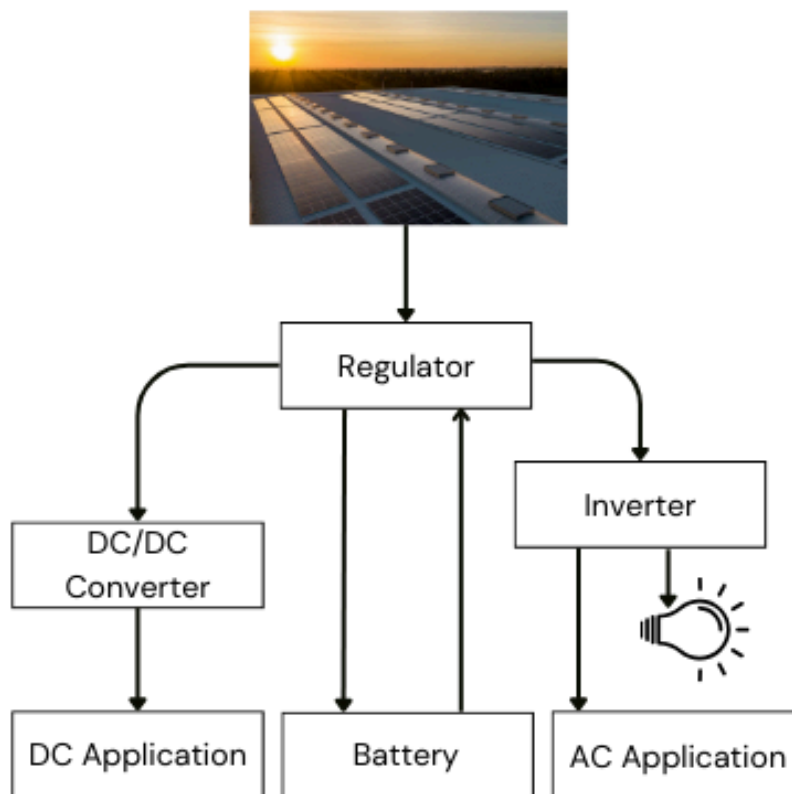 Regulator
Inverter
DC/DC
Converter
DC Application
Battery
AC Application